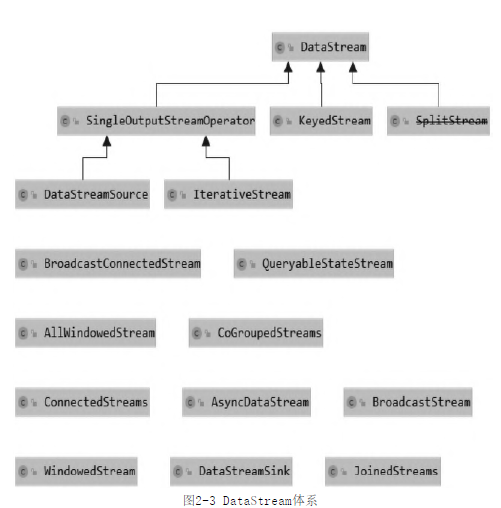 DataStream
SingleOutputStreamOperator KeyedStream SplitStream
DataStreamSource IterativeStream
BroadcastConnectedStream QueryableStateStream
AllWindowedStream CoGroupedStreams
ConnectedStreams AsyncDataStream BroadcastStream
WindowedStream DataStreamSink JoinedStreams
图2-3 DataStream体系